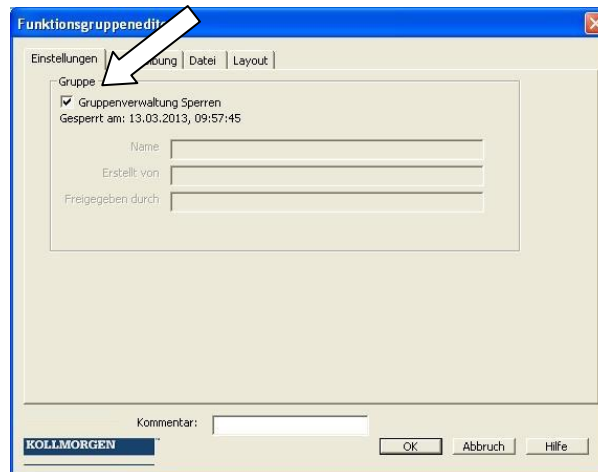 Funktionsgruppenedito
Einstellungen
bung
Datei
Layout
Gruppe
Gruppenverwaltung Sperren
Gesperrt am: 13.03.2013, 09:57:45
Name
Erstellt von
Freigegeben durch
Kommentar:
KOLLMORGEN
OK
Abbruch
Hilfe